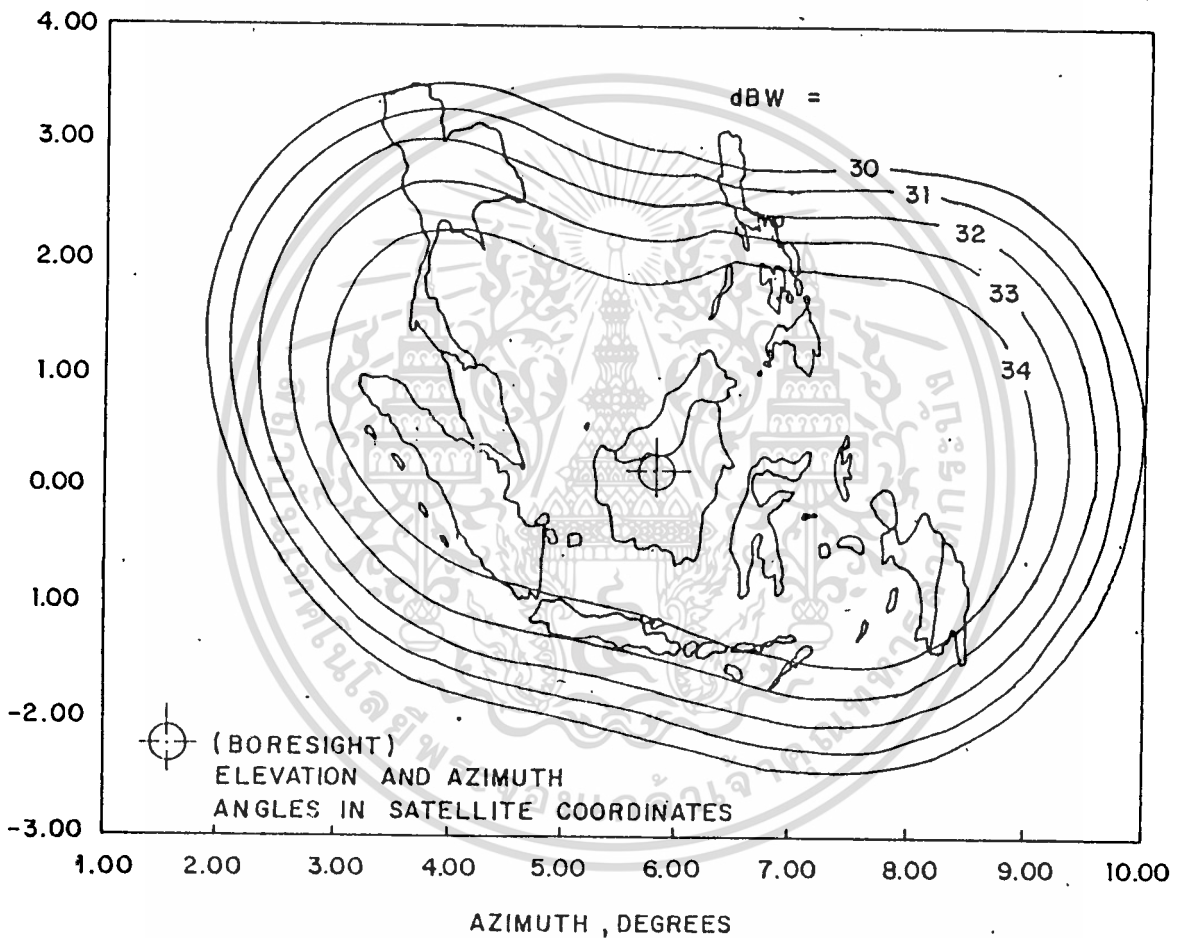 4.00
3.00
2.00
1.00
0.00
1.00
-2.00
-3.00
dBW =
30
31
32
33
34
(BORESIGHT)
ELEVATION AND AZIMUTH
ANGLES IN SATELLITE COORDINATES
1.00 2.00 3.00 4.00 5.00 6.00 7.00 8.00 9.00 10.00
AZIMUTH , DEGREES